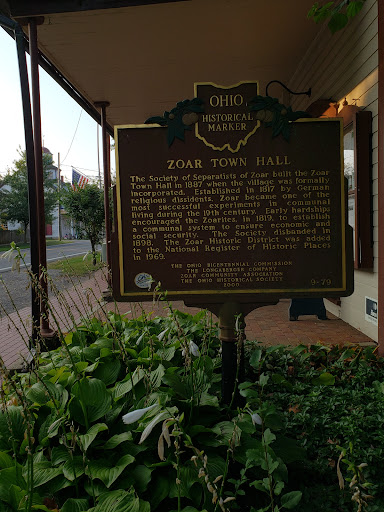 OHIO
HISTORICAL
MARKER
ZOAR TOWN HALL
The Society of Separatists of Zoar built the Zoar
Town Hall in 1887 when the village was formally
incorporated. Established in 1817 by German
religious dissidents, Zoar became one of the
most successful experiments in communal
living during the 19th century. Early hardships
encouraged the Zoarites, in 1819, to establish
a communal system to ensure economic and
social security. The Society disbanded in
1898. The Zoar Historic District was added
to the National Register of Historic Places
in 1969.
THE OHIO BICENTENNIAL COMMISSION
THE LONGABERGER COMPANY
ZOAR COMMUNITY ASSOCIATION
THE OHIO HISTORICAL SOCIETY
2000
9-79